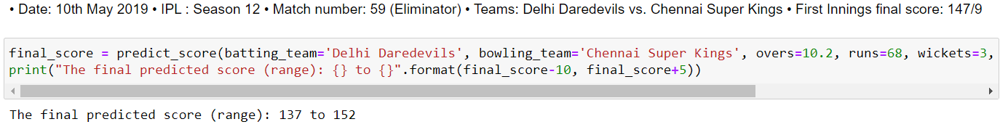 • Date: 10th May 2019 • IPL : Season 12 • Match number: 59 (Eliminator) • Teams: Delhi Daredevils vs. Chennai Super Kings • First Innings final score: 147/9
final_score = predict_score(batting_team='Delhi Daredevils', bowling_team='Chennai Super Kings', overs=10.2, runs=68, wickets=3,
print("The final predicted score (range): {} to {}".format(final_score-10, final_score+5))
The final predicted score (range): 137 to 152